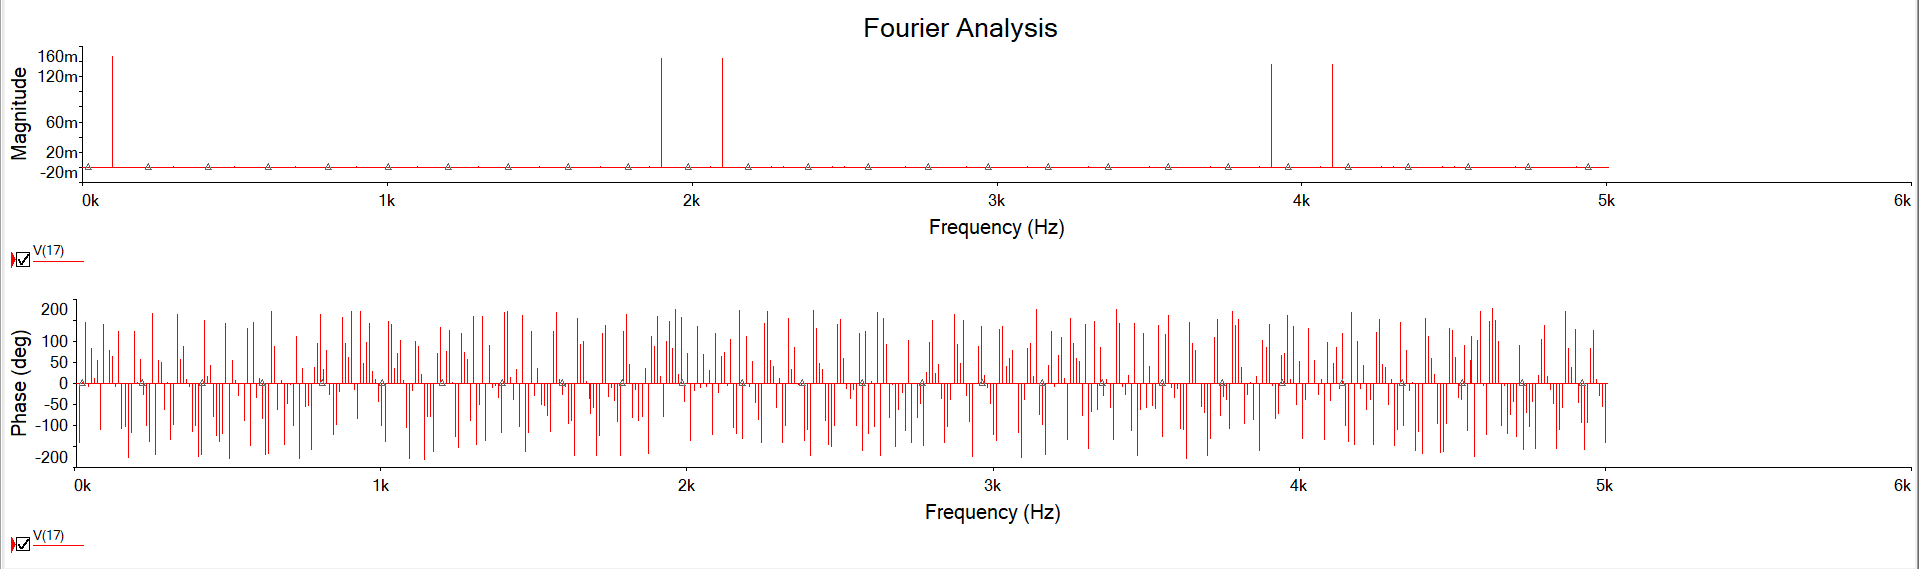 Fourier Analysis
Magnitude
160m
120m
60m
20m
-20m
0k 1k 2k 3k 4k 5k 6k
Frequency (Hz)
V(17)
Phase (deg)
200
100
50
0
-50
-100
-200
0k 1k 2k 3k 4k 5k 6k
Frequency (Hz)
V(17)